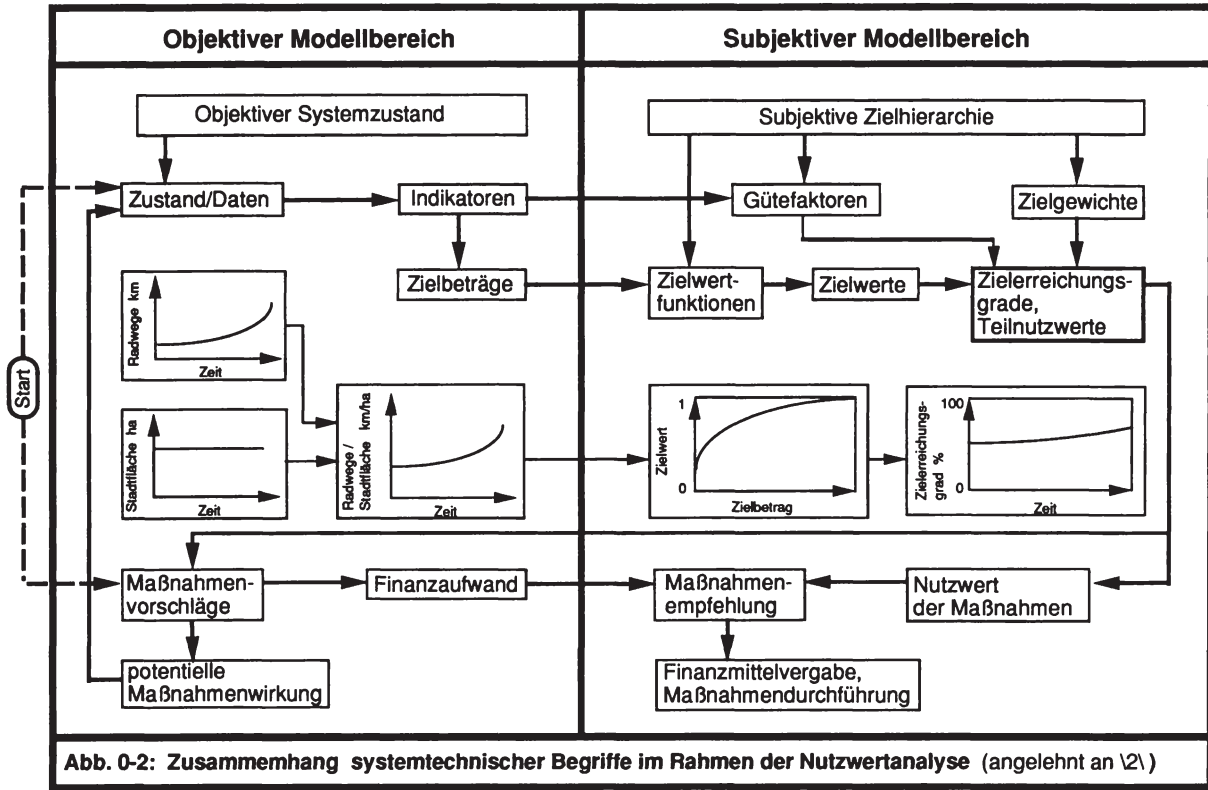 Objektiver Modellbereich
Subjektiver Modellbereich
Objektiver Systemzustand
Subjektive Zielhierarchie
Zustand/Daten
Indikatoren
Gütefaktoren
Zielgewichte
Zielbeträge
Zielwert-
funktionen
Zielwerte
Zielerreichungs-
grade,
Teilnutzwerte
Start
Radwege km
Zeit
Stadtfläche ha
Zeit
Radwege /
Stadtfläche km/ha
Zeit
Zielwert
1
0
Zielbetrag
Zielerreichungs-
grad %
100
0
Zeit
Maßnahmen-
vorschläge
Finanzaufwand
Maßnahmen-
empfehlung
Nutzwert
der Maßnahmen
potentielle
Maßnahmenwirkung
Finanzmittelvergabe,
Maßnahmendurchführung
Abb. 0-2: Zusammemhang systemtechnischer Begriffe im Rahmen der Nutzwertanalyse (angelehnt an \2\ )